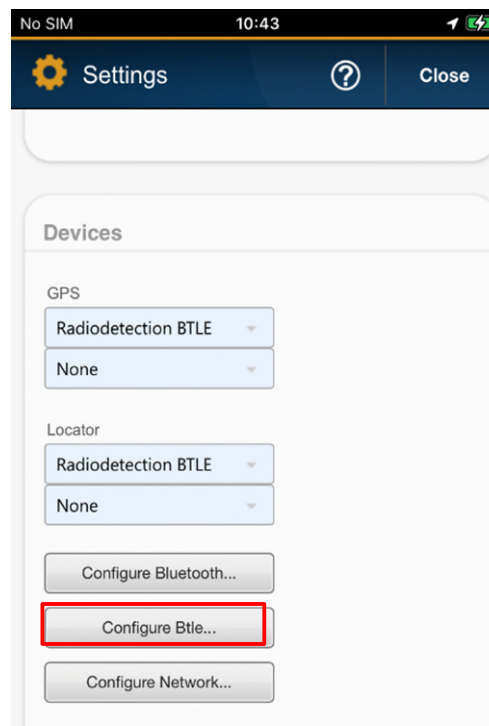 No SIM 10:43
Settings ? Close
Devices
GPS
Radiodetection BTLE
None
Locator
Radiodetection BTLE
None
Configure Bluetooth...
Configure Btle...
Configure Network...